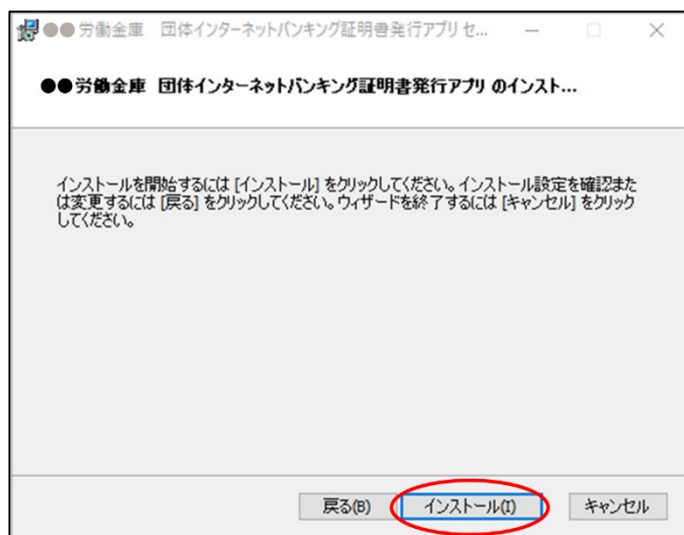 ●●労働金庫　団体インターネットバンキング証明書発行アプリ セ...
●●労働金庫　団体インターネットバンキング証明書発行アプリ のインスト...
インストールを開始するには [インストール] をクリックしてください。インストール設定を確認また
は変更するには [戻る] をクリックしてください。ウィザードを終了するには [キャンセル] をクリック
してください。
戻る(B)　インストール(I)　キャンセル